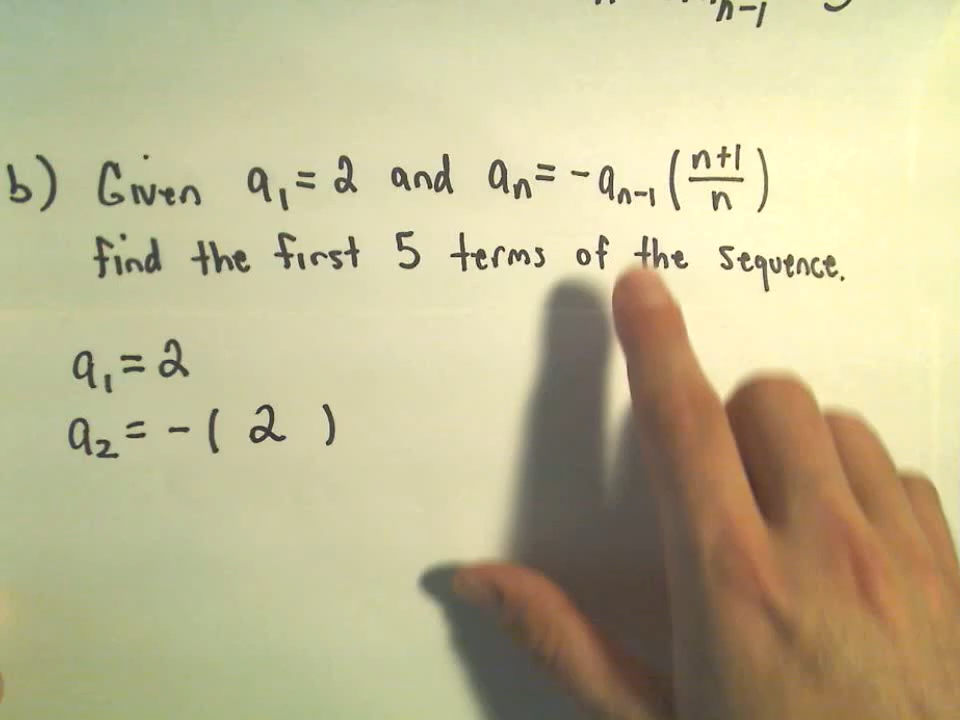 n-1
b) Given a₁ = 2 and aₙ = -aₙ₋₁ (n+1/n)
find the first 5 terms of the sequence.
a₁ = 2
a₂ = -( 2 )